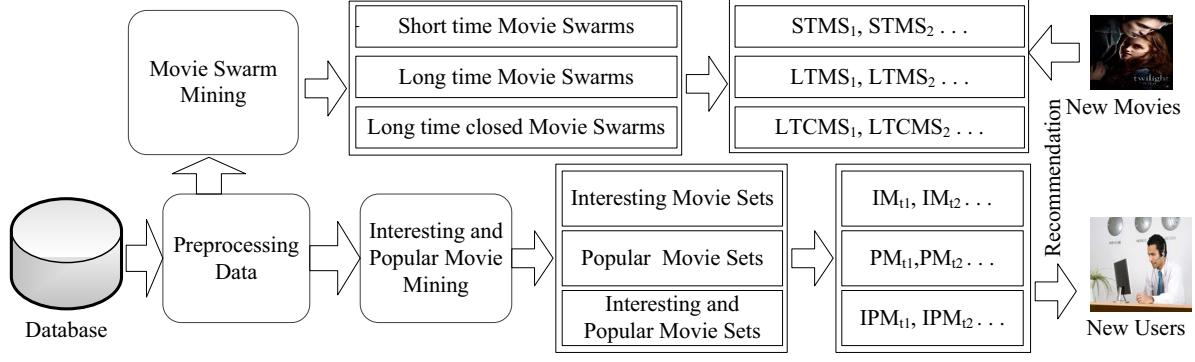 Movie Swarm
Mining
Short time Movie Swarms
Long time Movie Swarms
Long time closed Movie Swarms
STMS1, STMS2 . . .
LTMS1, LTMS2 . . .
LTCMS1, LTCMS2 . . .
twilight
New Movies
Recommendation
Database
Preprocessing
Data
Interesting and
Popular Movie
Mining
Interesting Movie Sets
Popular Movie Sets
Interesting and
Popular Movie Sets
IMt1, IMt2 . . .
PMt1,PMt2 . . .
IPMt1, IPMt2 . . .
New Users